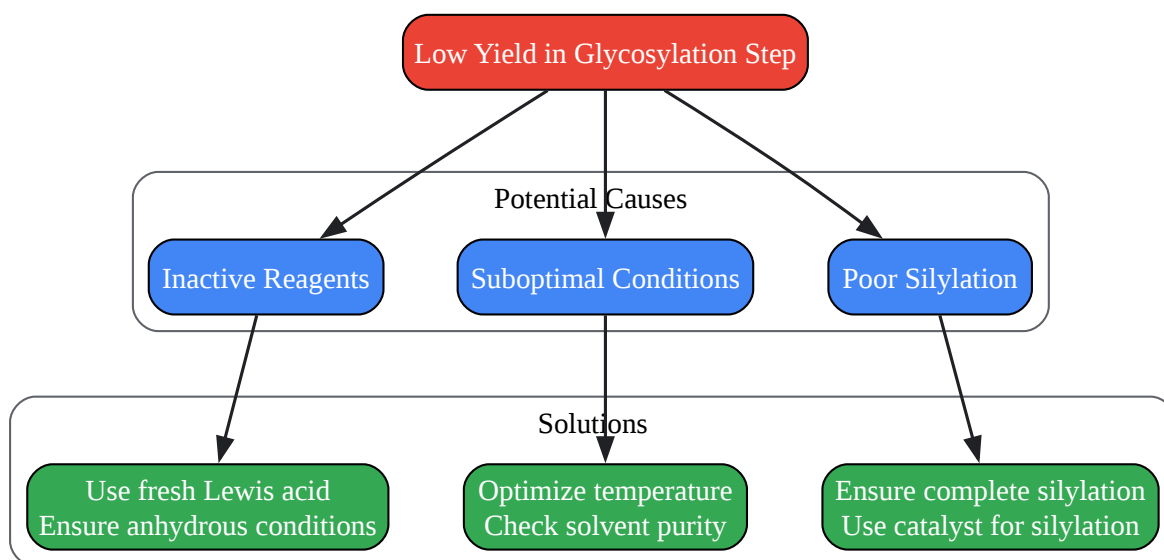 Low Yield in Glycosylation Step
Potential Causes
Inactive Reagents
Suboptimal Conditions
Poor Silylation
Solutions
Use fresh Lewis acid
Ensure anhydrous conditions
Optimize temperature
Check solvent purity
Ensure complete silylation
Use catalyst for silylation